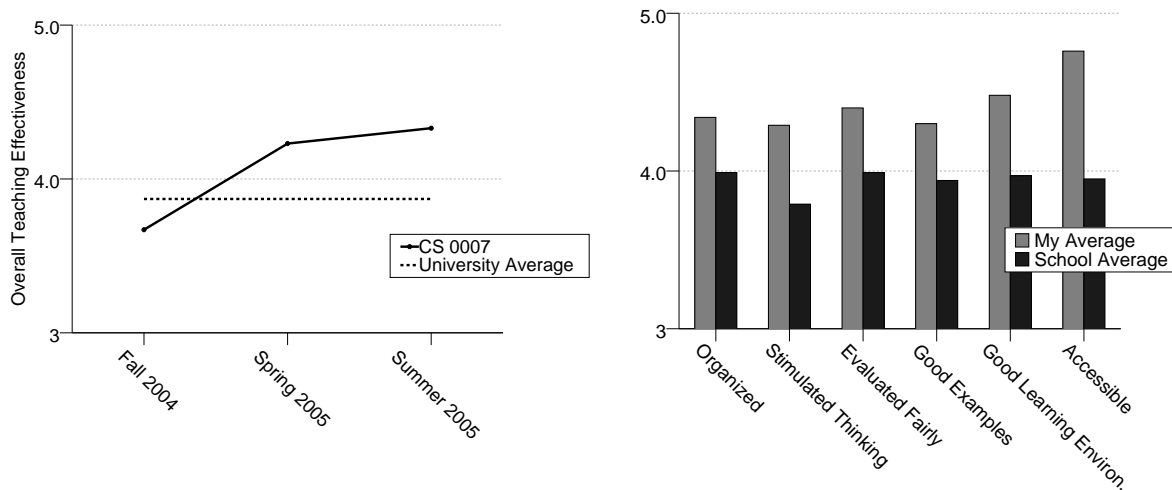 5.0
4.0
3
Overall Teaching Effectiveness
Fall 2004
Spring 2005
Summer 2005
CS 0007
University Average
5.0
4.0
3
Organized
Stimulated Thinking
Evaluated Fairly
Good Examples
Good Learning Environ.
Accessible
My Average
School Average